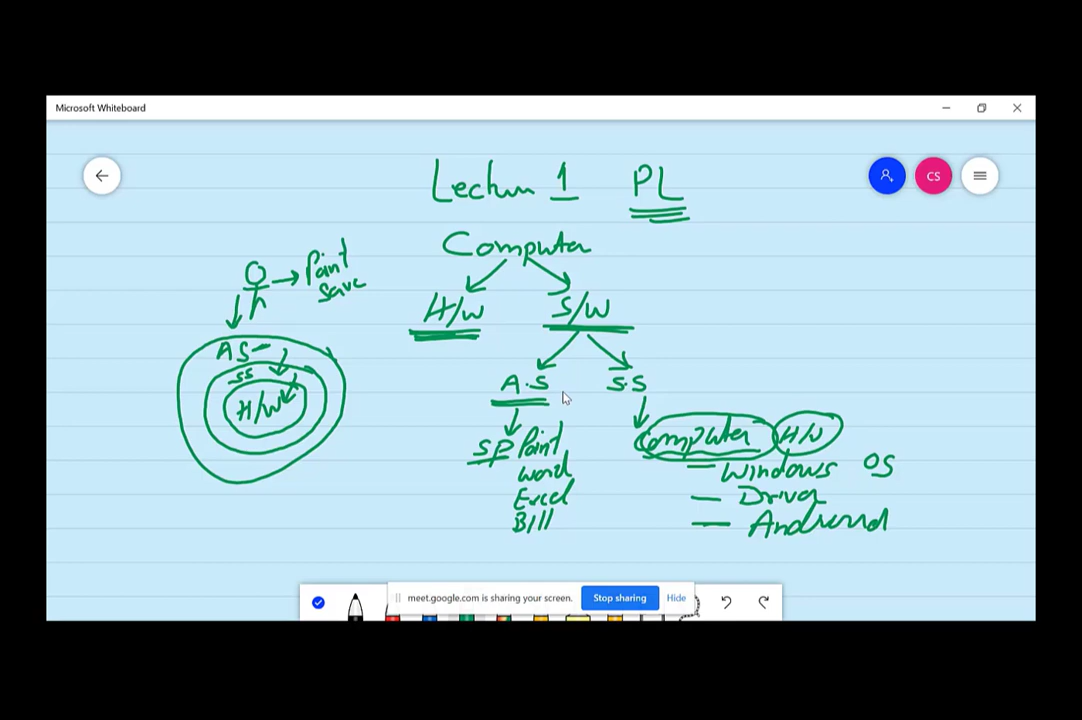 Microsoft Whiteboard
CS
Lecture 1 PL
Computer
H/W S/W
Paint
Save
AS
SS
H/W
A.S S.S
SP Paint
Word
Excel
Bill
Computer H/W
Windows OS
Driver
Android
meet.google.com is sharing your screen. Stop sharing Hide